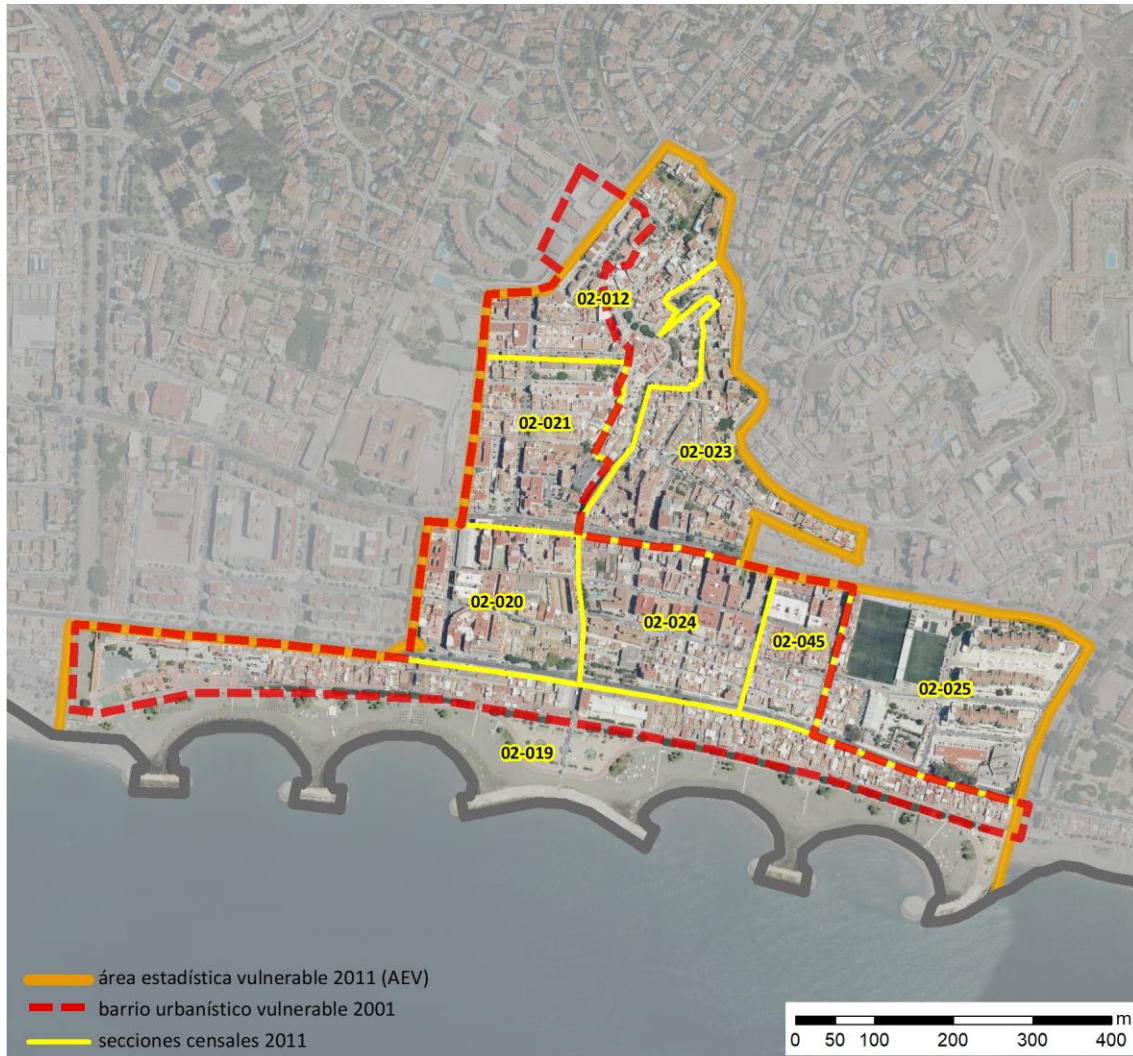 02-012
02-021
02-023
02-020
02-024
02-045
02-025
02-019
área estadística vulnerable 2011 (AEV)
barrio urbanístico vulnerable 2001
secciones censales 2011
m
0 50 100 200 300 400